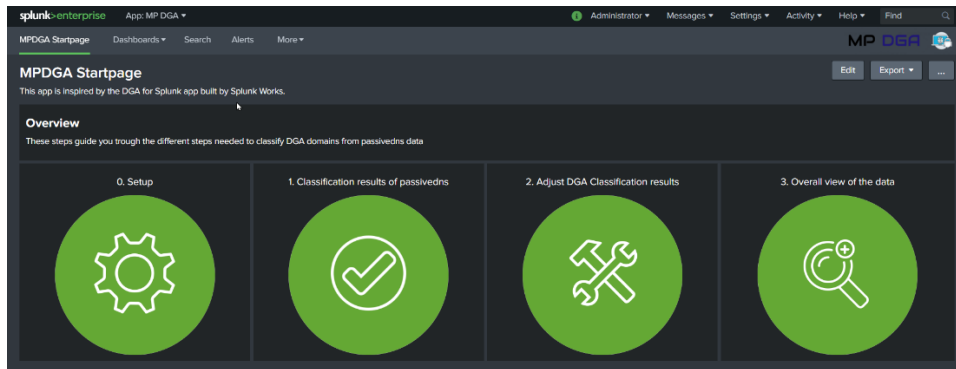 splunk>enterprise App: MP DGA ▾ i Administrator ▾ Messages ▾ Settings ▾ Activity ▾ Help ▾ Find
MPDGA Startpage Dashboards ▾ Search Alerts More ▾ MP DGA
MPDGA Startpage Edit Export ▾ ...
This app is inspired by the DGA for Splunk app built by Splunk Works.
Overview
These steps guide you trough the different steps needed to classify DGA domains from passivedns data
0. Setup
1. Classification results of passivedns
2. Adjust DGA Classification results
3. Overall view of the data